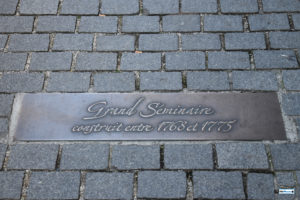 Grand Séminaire
construit entre 1768 et 1775